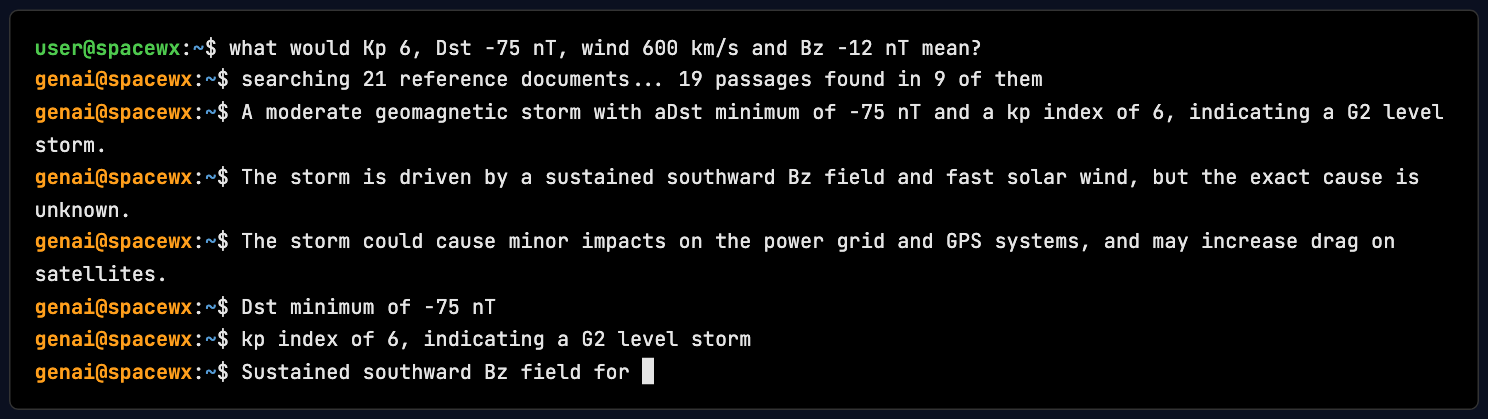 user@spacewx:~$ what would Kp 6, Dst -75 nT, wind 600 km/s and Bz -12 nT mean?
genai@spacewx:~$ searching 21 reference documents... 19 passages found in 9 of them
genai@spacewx:~$ A moderate geomagnetic storm with aDst minimum of -75 nT and a kp index of 6, indicating a G2 level
storm.
genai@spacewx:~$ The storm is driven by a sustained southward Bz field and fast solar wind, but the exact cause is
unknown.
genai@spacewx:~$ The storm could cause minor impacts on the power grid and GPS systems, and may increase drag on
satellites.
genai@spacewx:~$ Dst minimum of -75 nT
genai@spacewx:~$ kp index of 6, indicating a G2 level storm
genai@spacewx:~$ Sustained southward Bz field for